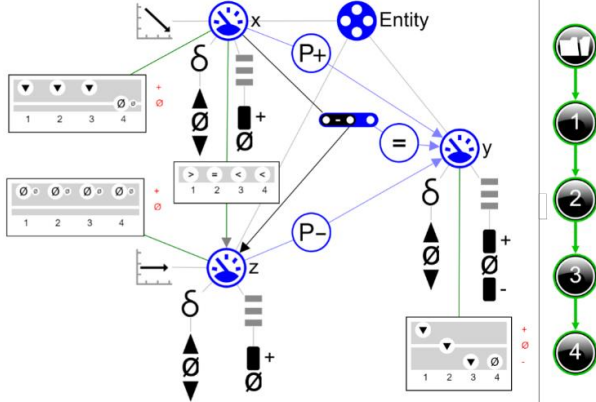 x
Entity
P+
δ
+
Ø
+
Ø
Ø
Ø ø
1 2 3 4
-
=
y
1
> = < <
1 2 3 4
Ø ø Ø ø Ø ø Ø ø
+
Ø
1 2 3 4
δ
+
Ø
Ø
-
2
P-
z
δ
+
Ø
Ø
3
+
Ø
-
Ø
1 2 3 4
4